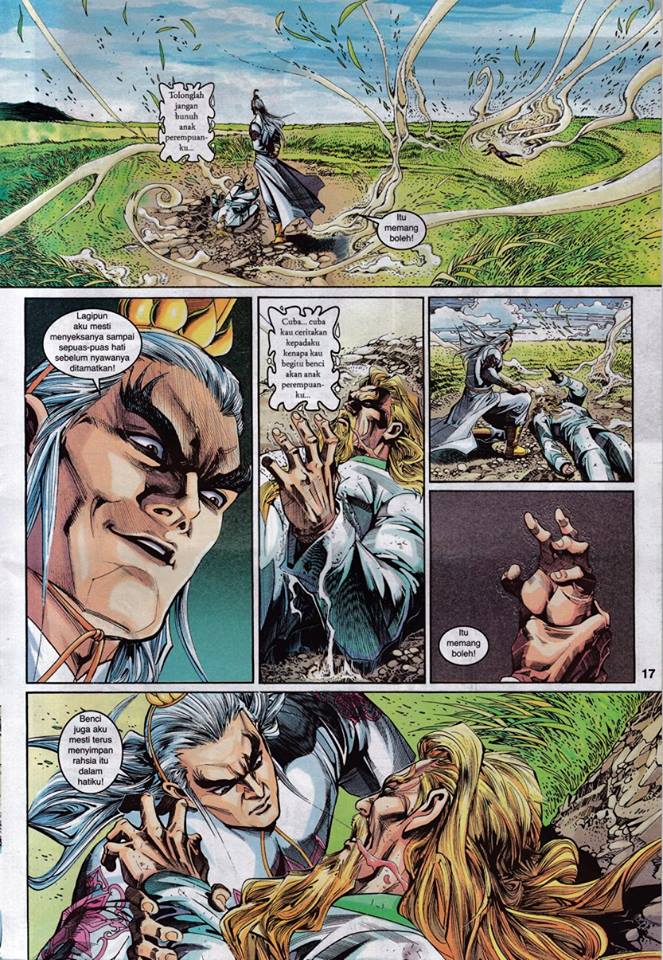 Tolonglah
jangan
bunuh
anak
perempuan-
ku...
Itu
memang
boleh!
Lagipun
aku mesti
menyeksanya sampai
sepuas-puas hati
sebelum nyawanya
ditamatkan!
Cuba... cuba
kau ceritakan
kepadaku
kenapa kau
begitu benci
akan anak
perempuan-
ku...
Itu
memang
boleh!
17
Benci
juga aku
mesti terus
menyimpan
rahsia itu
dalam
hatiku!